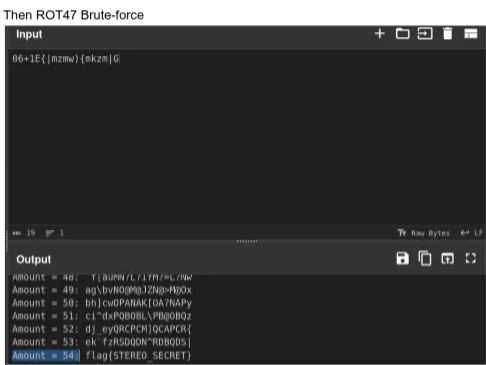 Then ROT47 Brute-force
Input
06+1E{|mzmw){mkzm|G
19 1 Raw Bytes LF
Output
Amount = 48: `f[auMN?L?IYM?=L?Nw
Amount = 49: ag\bvNO@M@JZN@>M@Ox
Amount = 50: bh]cwOPANAK[OA?NAPy
Amount = 51: ci^dxPQBOBL\PB@OBQz
Amount = 52: dj_eyQRCPCM]QCAPCR{
Amount = 53: ek`fzRSDQDN^RDBQDS|
Amount = 54: flag{STEREO_SECRET}